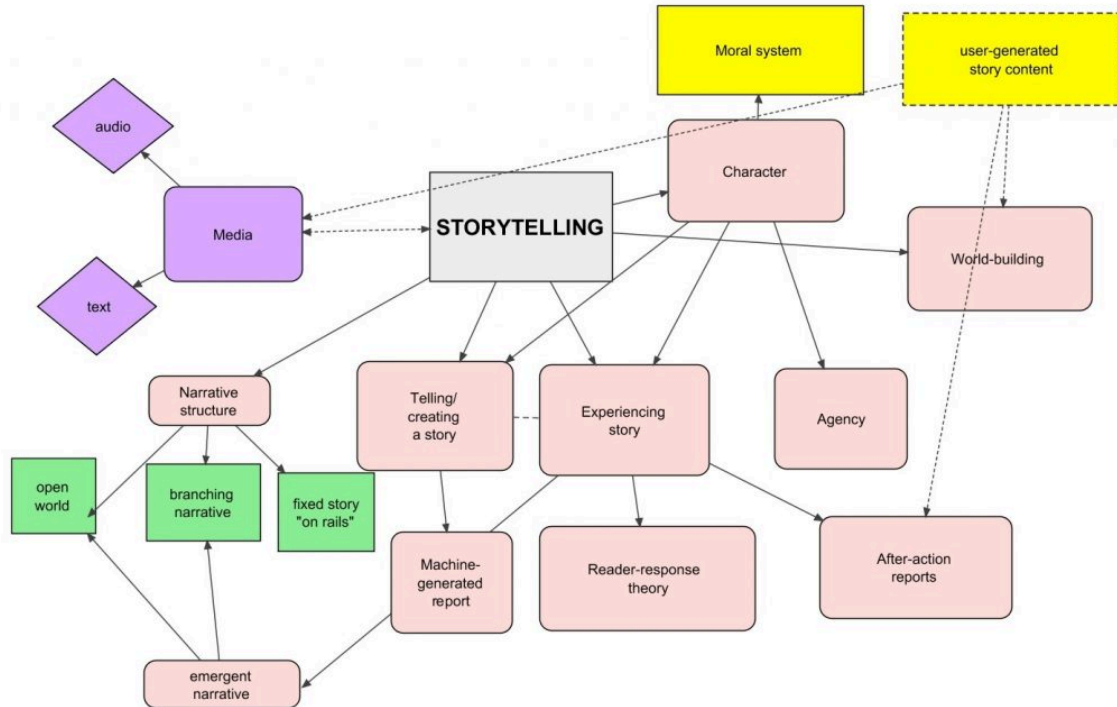 Moral system
user-generated
story content
audio
Character
Media
STORYTELLING
World-building
text
Narrative
structure
Telling/
creating
a story
Experiencing
story
Agency
open
world
branching
narrative
fixed story
"on rails"
Machine-
generated
report
Reader-response
theory
After-action
reports
emergent
narrative